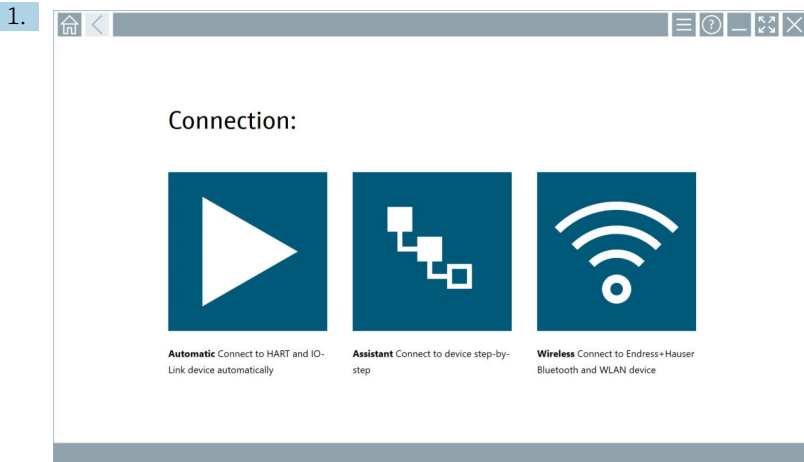 1.
Connection:
Automatic Connect to HART and IO-
Link device automatically
Assistant Connect to device step-by-
step
Wireless Connect to Endress+Hauser
Bluetooth and WLAN device